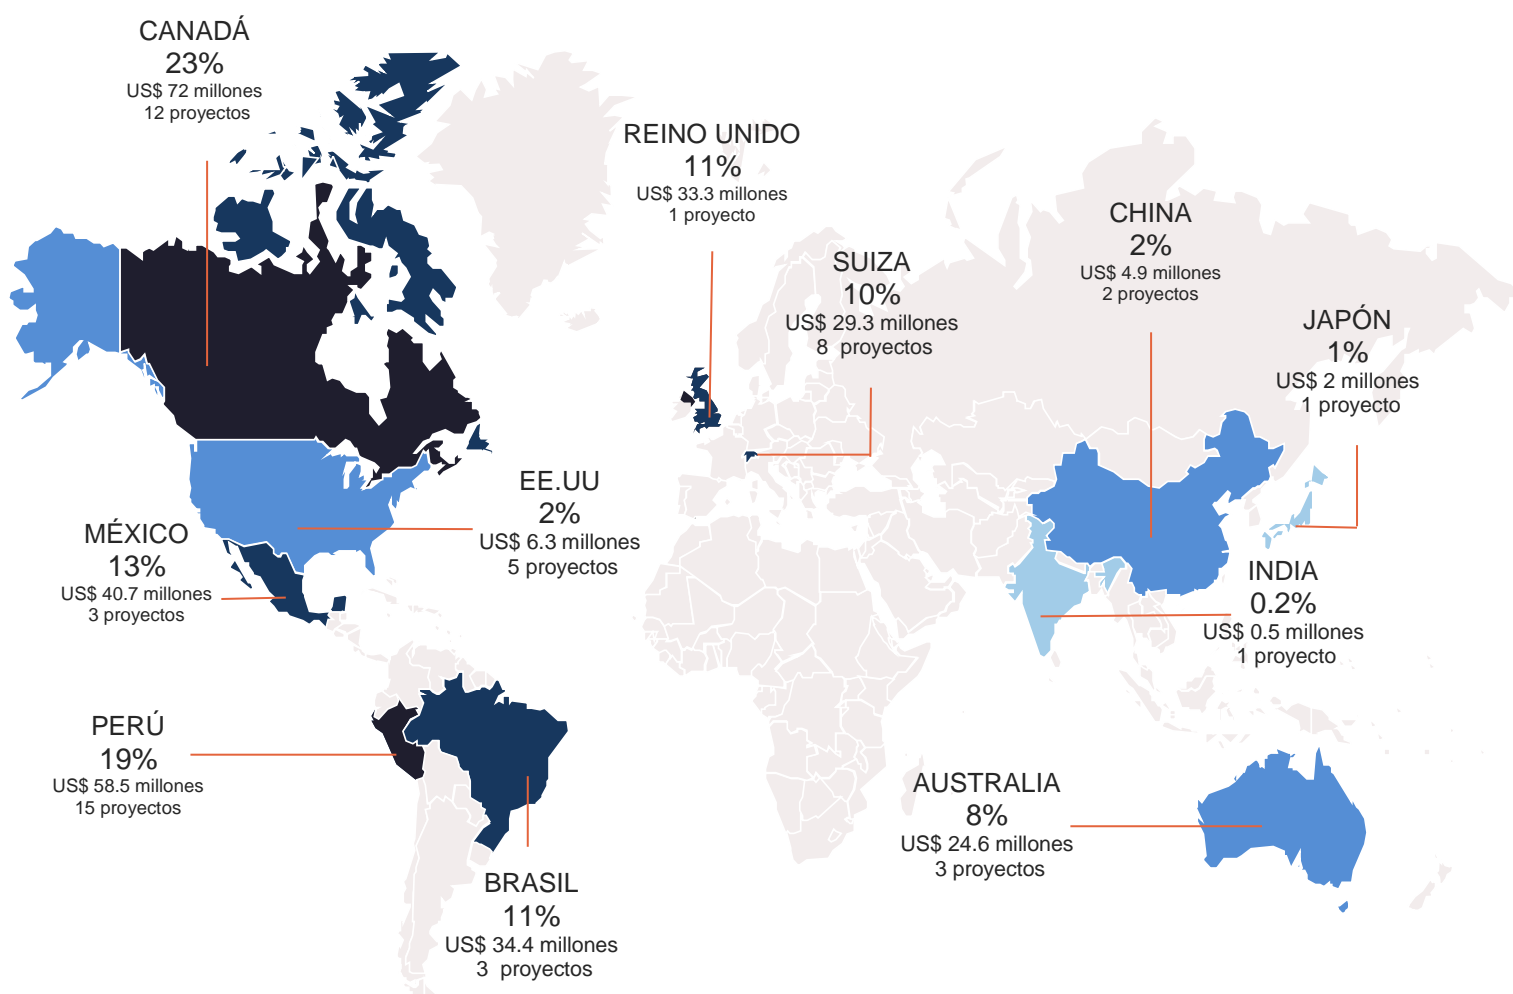 CANADÁ
23%
US$ 72 millones
12 proyectos
REINO UNIDO
11%
US$ 33.3 millones
1 proyecto
SUIZA
10%
US$ 29.3 millones
8 proyectos
CHINA
2%
US$ 4.9 millones
2 proyectos
JAPÓN
1%
US$ 2 millones
1 proyecto
EE.UU
2%
US$ 6.3 millones
5 proyectos
MÉXICO
13%
US$ 40.7 millones
3 proyectos
INDIA
0.2%
US$ 0.5 millones
1 proyecto
PERÚ
19%
US$ 58.5 millones
15 proyectos
AUSTRALIA
8%
US$ 24.6 millones
3 proyectos
BRASIL
11%
US$ 34.4 millones
3 proyectos